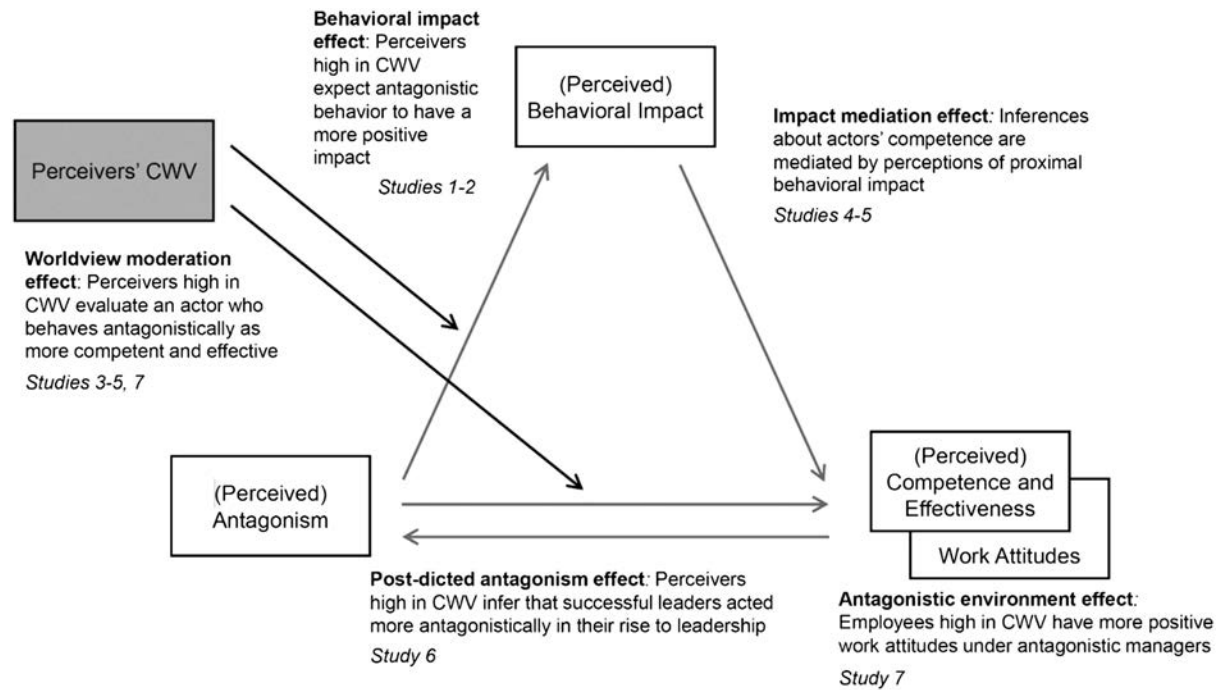 Behavioral impact
effect: Perceivers
high in CWV
expect antagonistic
behavior to have a
more positive
impact
Studies 1-2
(Perceived)
Behavioral Impact
Impact mediation effect: Inferences
about actors' competence are
mediated by perceptions of proximal
behavioral impact
Studies 4-5
Perceivers' CWV
Worldview moderation
effect: Perceivers high in
CWV evaluate an actor who
behaves antagonistically as
more competent and effective
Studies 3-5, 7
(Perceived)
Antagonism
(Perceived)
Competence and
Effectiveness
Work Attitudes
Post-dicted antagonism effect: Perceivers
high in CWV infer that successful leaders acted
more antagonistically in their rise to leadership
Study 6
Antagonistic environment effect:
Employees high in CWV have more positive
work attitudes under antagonistic managers
Study 7